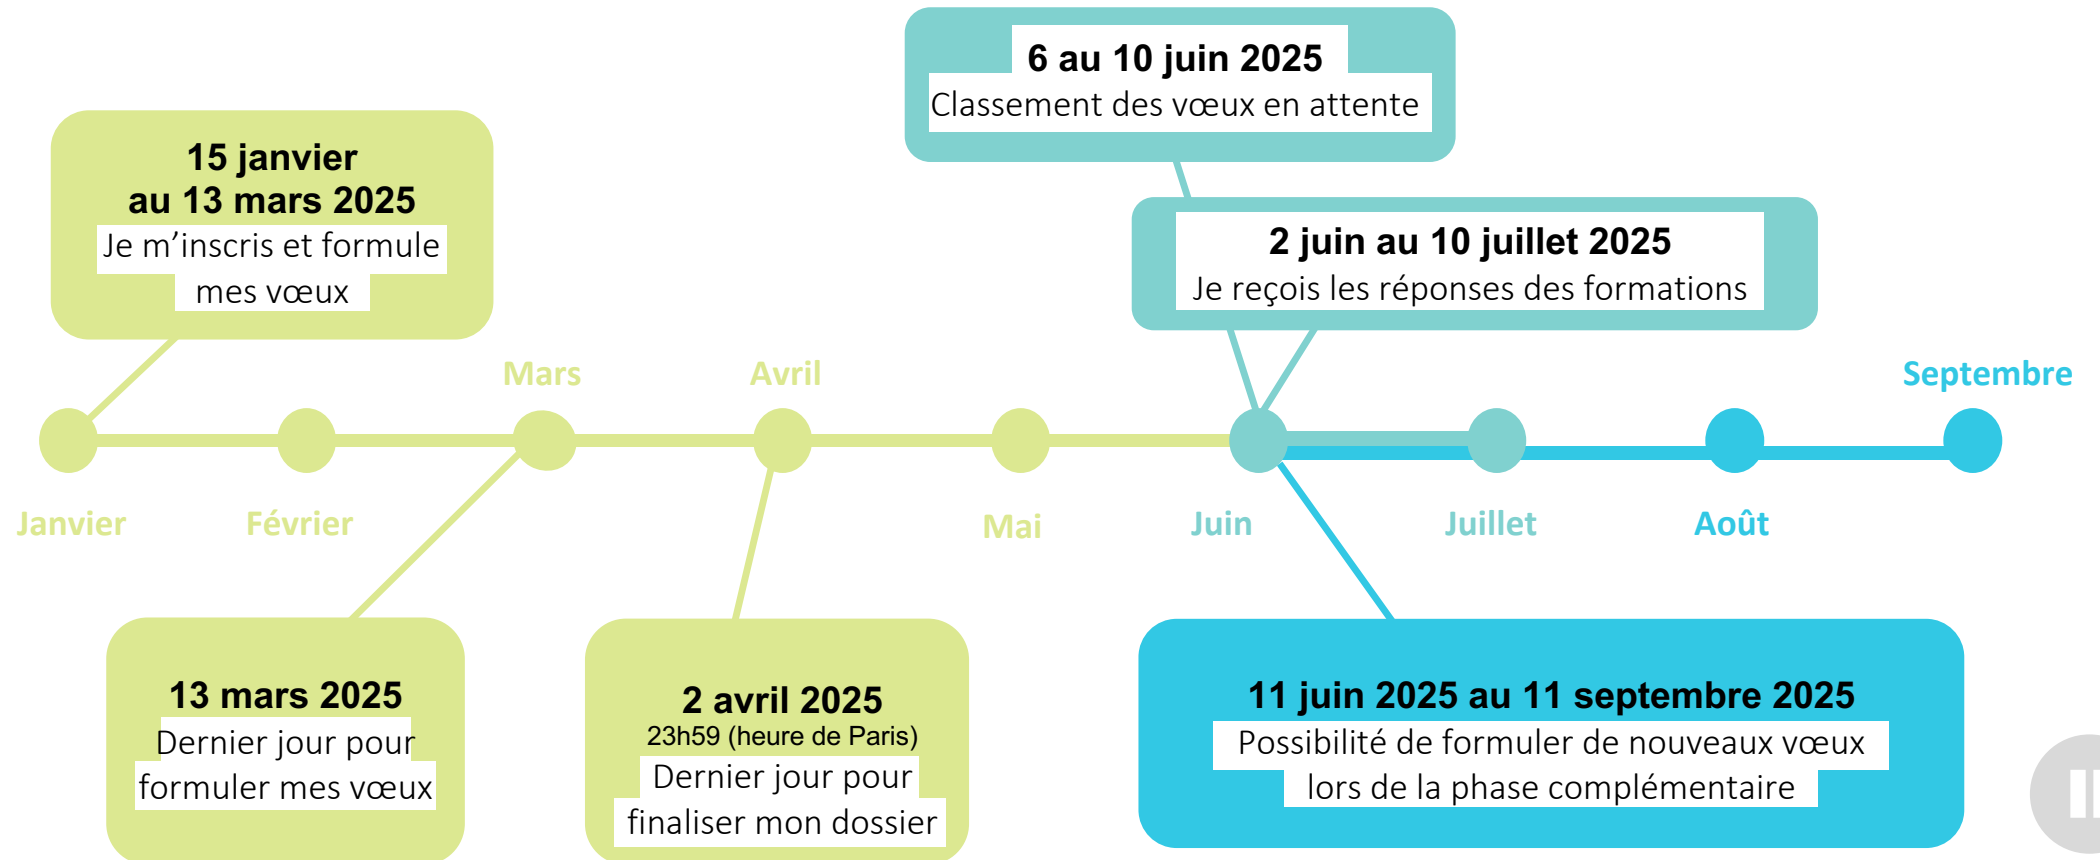 6 au 10 juin 2025
Classement des vœux en attente
15 janvier
au 13 mars 2025
Je m’inscris et formule
mes vœux
2 juin au 10 juillet 2025
Je reçois les réponses des formations
Mars
Avril
Septembre
Janvier
Février
Mai
Juin
Juillet
Août
13 mars 2025
Dernier jour pour
formuler mes vœux
2 avril 2025
23h59 (heure de Paris)
Dernier jour pour
finaliser mon dossier
11 juin 2025 au 11 septembre 2025
Possibilité de formuler de nouveaux vœux
lors de la phase complémentaire